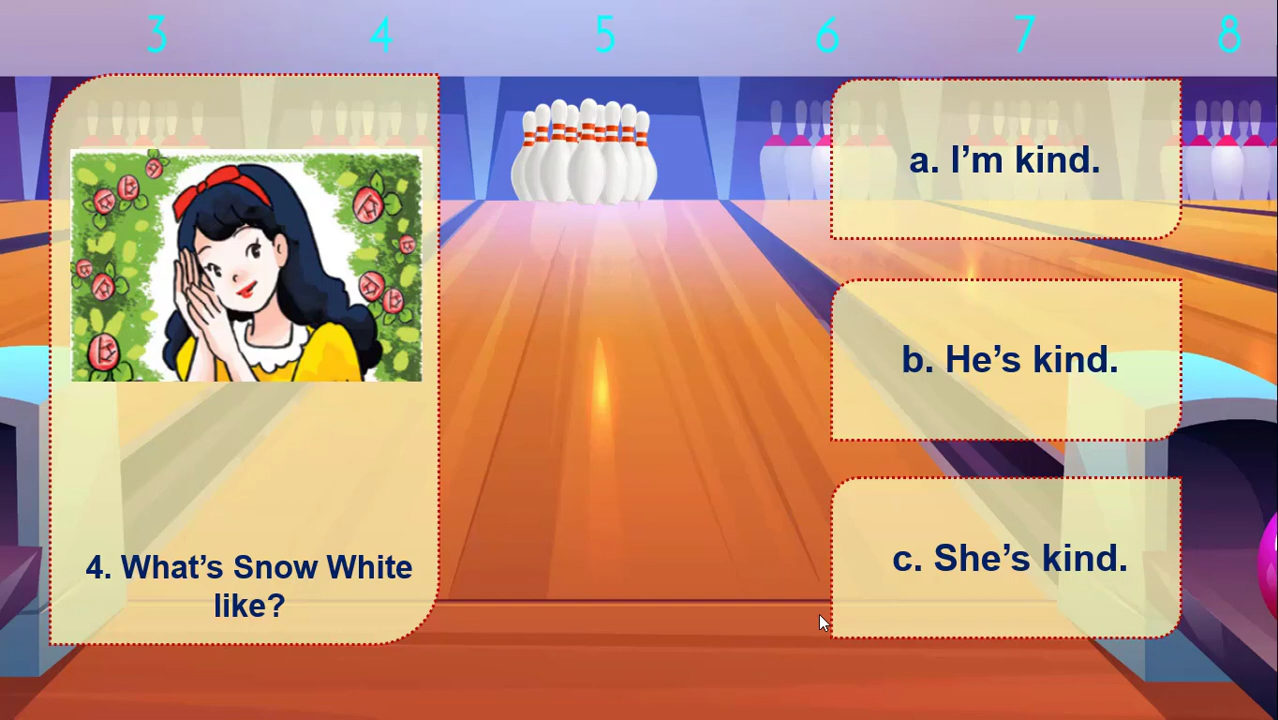 3 4 5 6 7 8
4. What’s Snow White
like?
a. I’m kind.
b. He’s kind.
c. She’s kind.